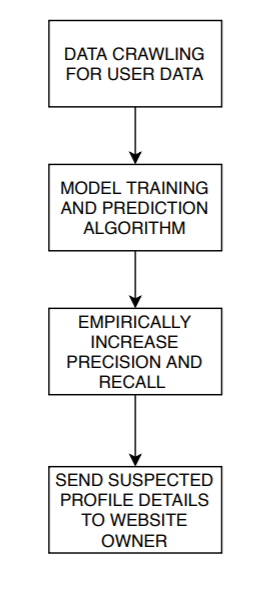 DATA CRAWLING
FOR USER DATA
MODEL TRAINING
AND PREDICTION
ALGORITHM
EMPIRICALLY
INCREASE
PRECISION AND
RECALL
SEND SUSPECTED
PROFILE DETAILS
TO WEBSITE
OWNER